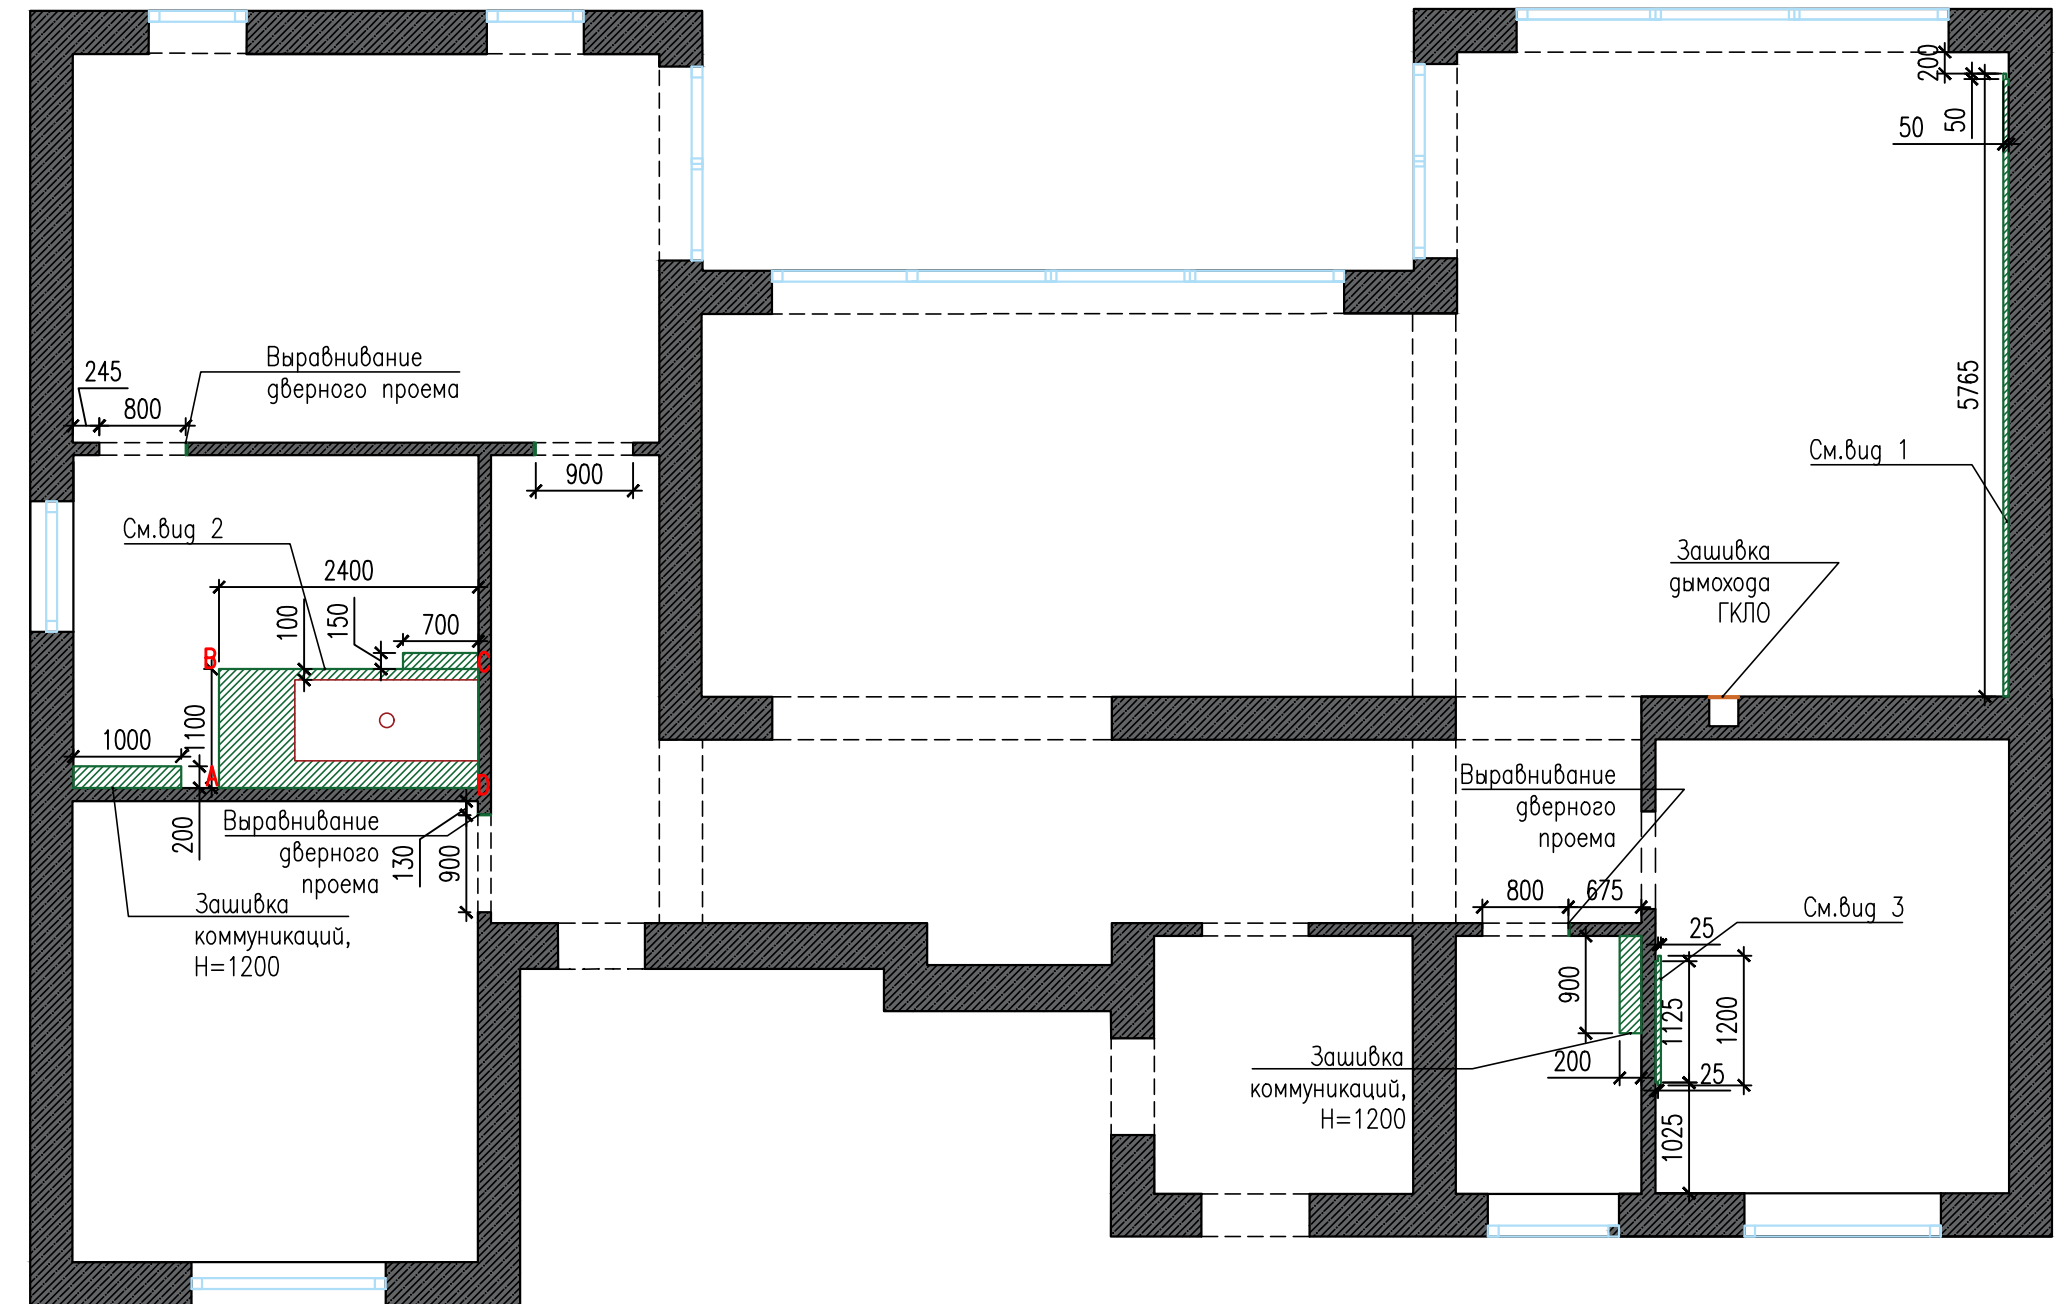 200
50
50
5765
Выравнивание
дверного проема
245
800
900
См.вид 1
См.вид 2
Зашивка
дымохода
ГКЛО
2400
100
150
700
B
C
1100
1000
A
D
200
Выравнивание
дверного
проема
130
900
Зашивка
коммуникаций,
H=1200
Выравнивание
дверного
проема
800
675
См.вид 3
25
900
1125
1200
200
25
Зашивка
коммуникаций,
H=1200
1025